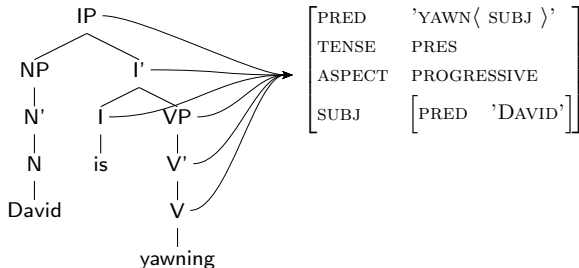 IP
NP I'
N' I VP
N is V'
David V
yawning
PRED 'YAWN⟨ SUBJ ⟩'
TENSE PRES
ASPECT PROGRESSIVE
SUBJ [PRED 'DAVID']